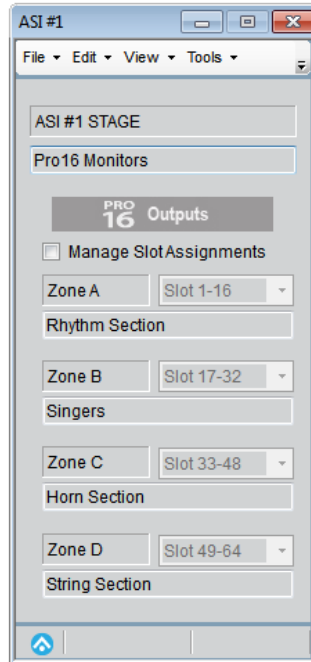 ASI #1
File Edit View Tools
ASI #1 STAGE
Pro16 Monitors
PRO 16 Outputs
Manage Slot Assignments
Zone A Slot 1-16
Rhythm Section
Zone B Slot 17-32
Singers
Zone C Slot 33-48
Horn Section
Zone D Slot 49-64
String Section